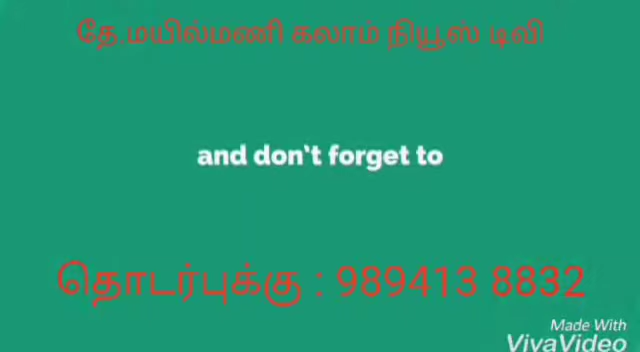 தே.மயில்மணி கலாம் நியூஸ் டிவி
and don't forget to
தொடர்புக்கு : 989413 8832
Made With
VivaVideo